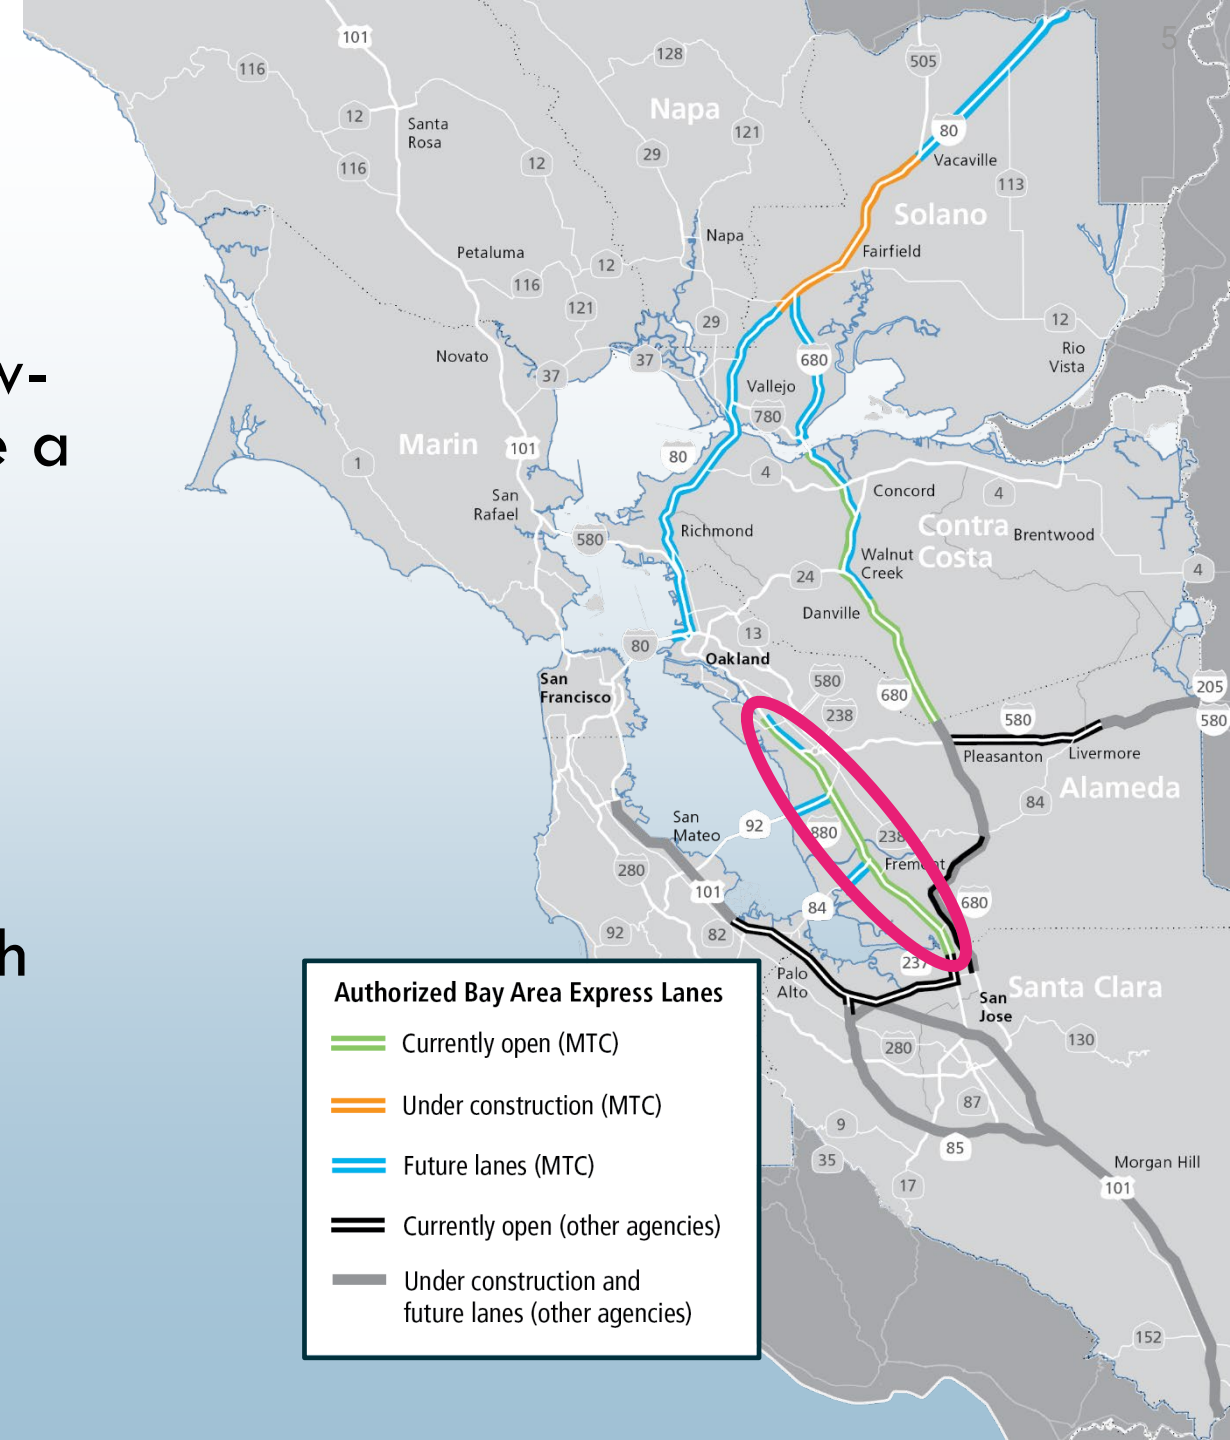 5
101
116
128
505
Napa
12
Santa
Rosa
121
80
29
Vacaville
116
12
113
Solano
Napa
Petaluma
Fairfield
12
116
121
29
12
Novato
37
37
680
Rio
Vista
v-
Vallejo
780
e a
Marin
101
80
1
4
Concord
4
San
Rafael
Contra
Costa
Richmond
Brentwood
580
Walnut
Creek
24
4
Danville
13
80
Oakland
San
Francisco
580
680
205
238
580
580
Pleasanton
Livermore
Alameda
84
San
Mateo
92
880
238
Fremont
280
101
680
84
92
82
h
237
Palo
Alto
San
Jose
Santa Clara
280
130
87
9
85
35
17
Morgan Hill
101
152
Authorized Bay Area Express Lanes
Currently open (MTC)
Under construction (MTC)
Future lanes (MTC)
Currently open (other agencies)
Under construction and
future lanes (other agencies)